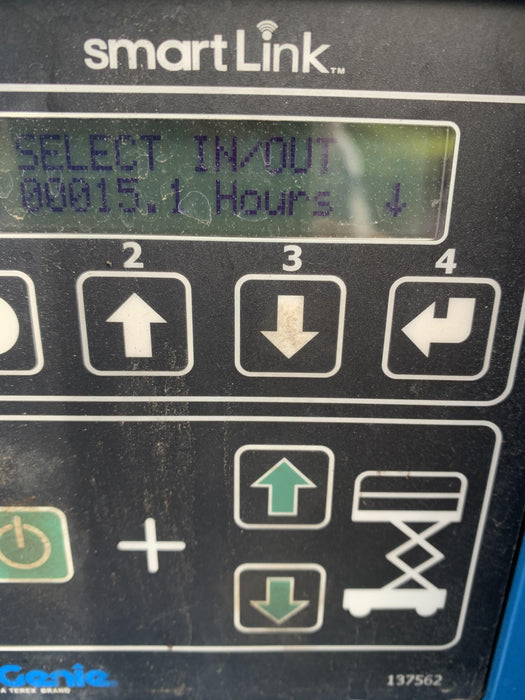 smartLink™
SELECT IN/OUT
00015.1 Hours ↓
2 3 4
+
Genie
A TEREX BRAND
137562